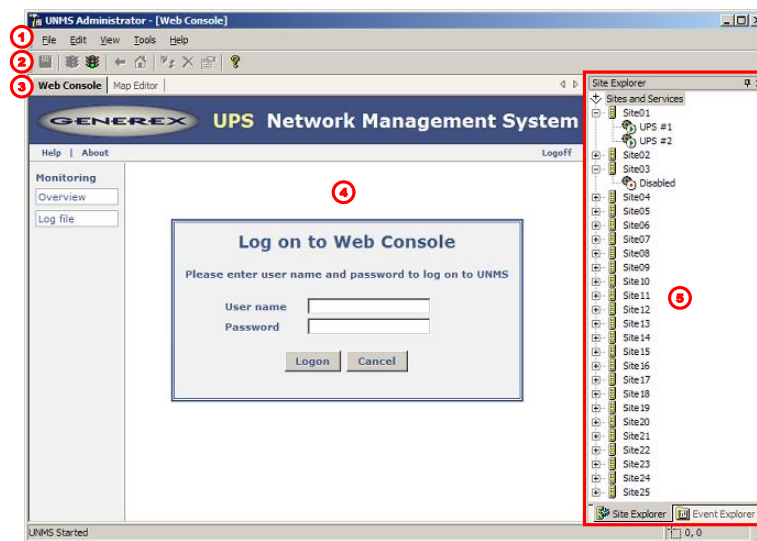 UNMS Administrator - [Web Console]
1 File Edit View Tools Help
2
3 Web Console Map Editor
GENEREX UPS Network Management System
Help | About Logoff
Monitoring
Overview
Log file
4
Log on to Web Console
Please enter user name and password to log on to UNMS
User name
Password
Logon Cancel
Site Explorer
Sites and Services
Site01
UPS #1
UPS #2
Site02
Site03
Disabled
Site04
Site05
Site06
Site07
Site08
Site09
Site10
Site11
5
Site12
Site13
Site14
Site15
Site16
Site17
Site18
Site19
Site20
Site21
Site22
Site23
Site24
Site25
Site Explorer Event Explorer
UNMS Started 0, 0